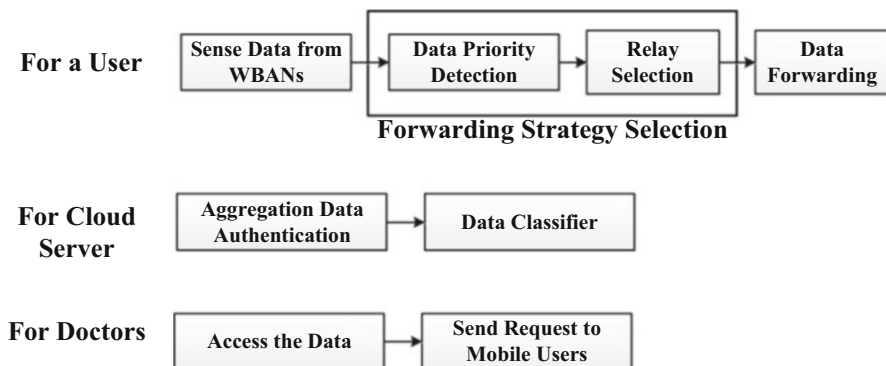 For a User
Sense Data from
WBANs
Data Priority
Detection
Relay
Selection
Data
Forwarding
Forwarding Strategy Selection
For Cloud
Server
Aggregation Data
Authentication
Data Classifier
For Doctors
Access the Data
Send Request to
Mobile Users